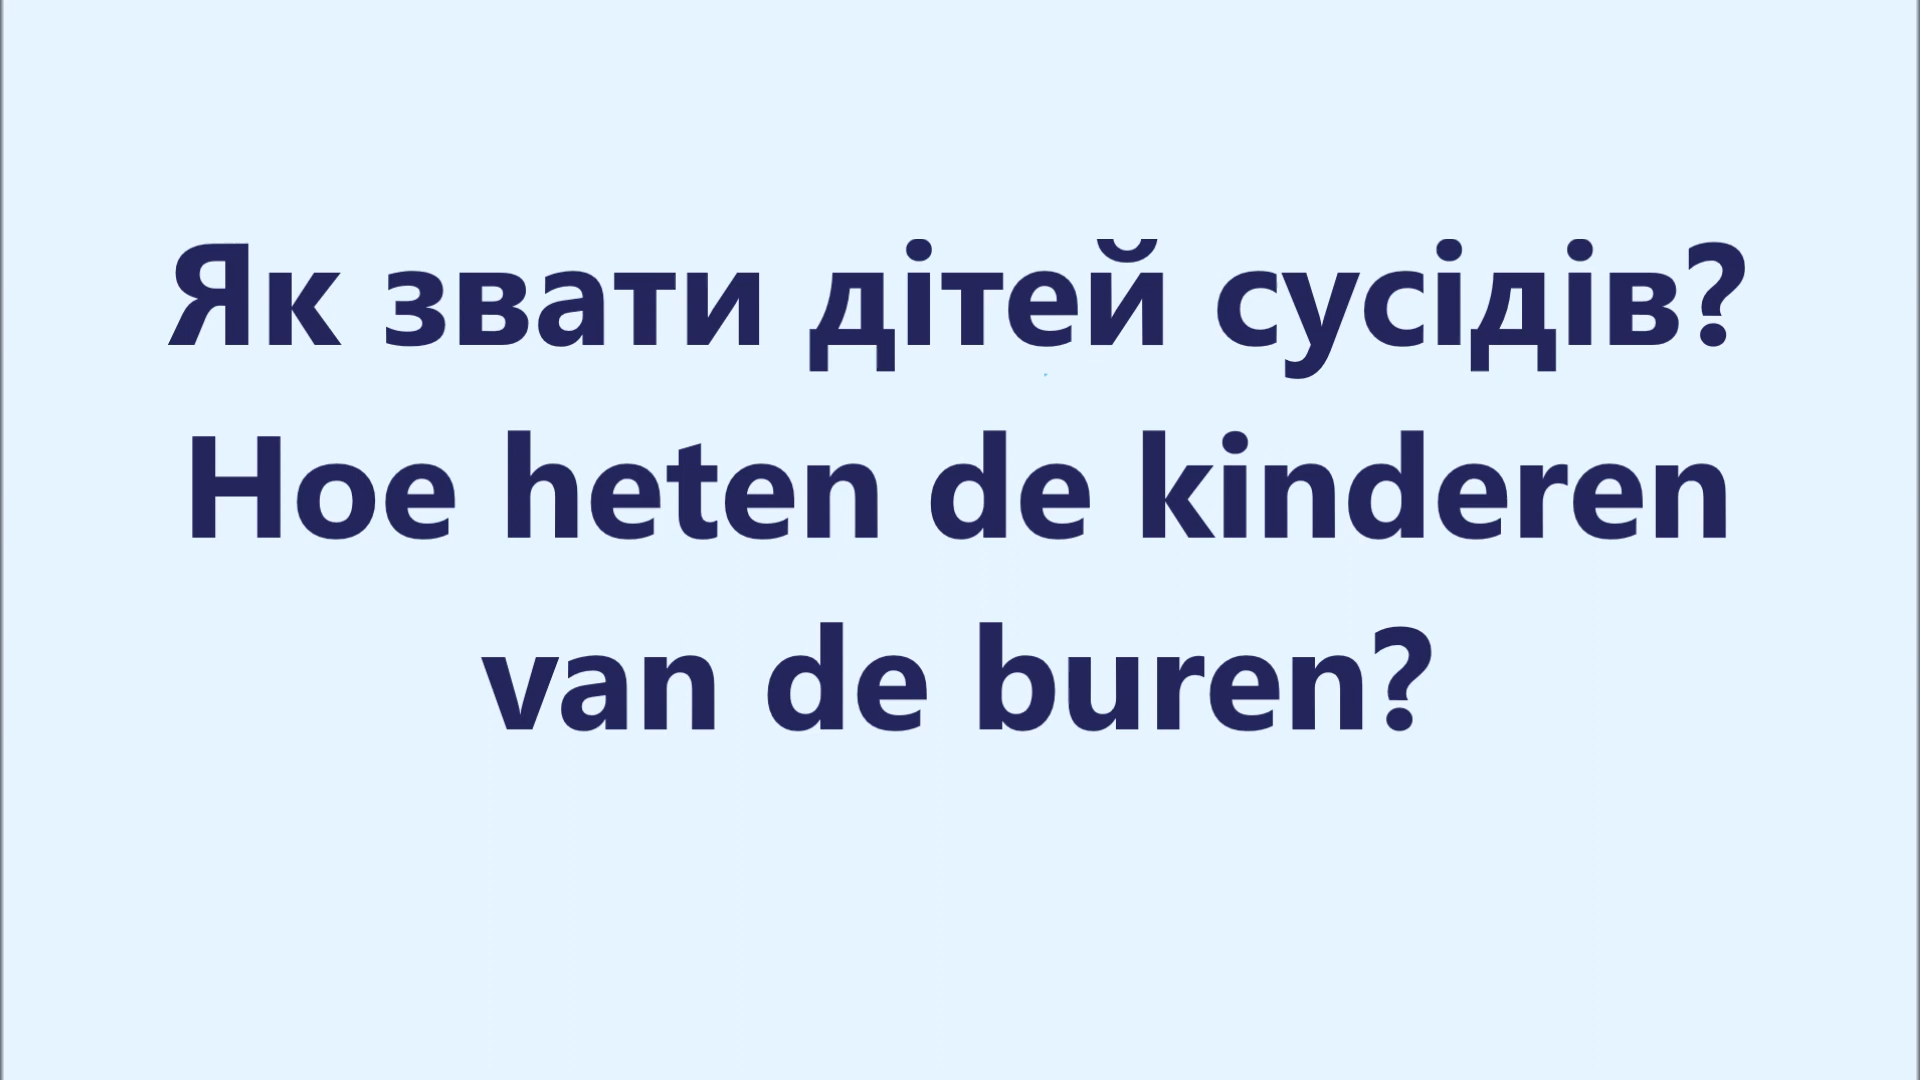 Як звати дітей сусідів?
Hoe heten de kinderen
van de buren?